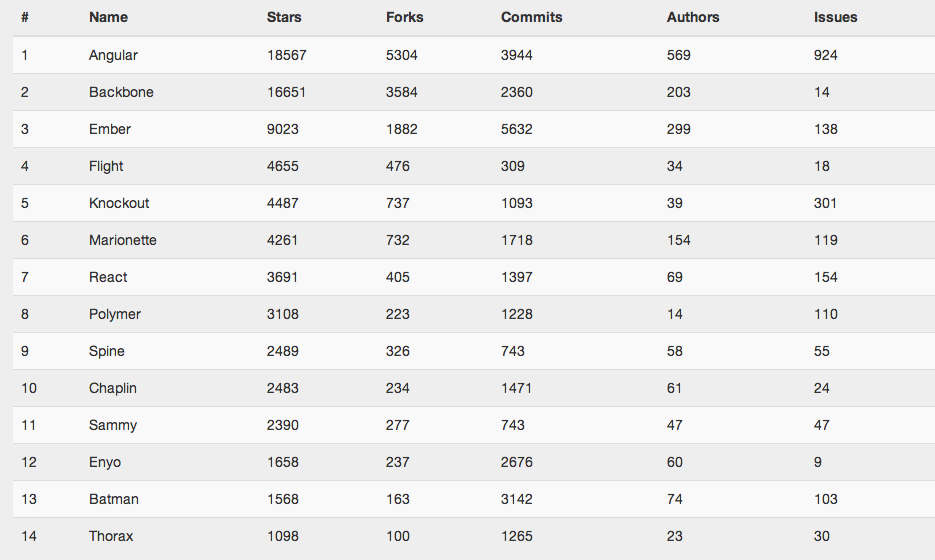 # Name Stars Forks Commits Authors Issues
1 Angular 18567 5304 3944 569 924
2 Backbone 16651 3584 2360 203 14
3 Ember 9023 1882 5632 299 138
4 Flight 4655 476 309 34 18
5 Knockout 4487 737 1093 39 301
6 Marionette 4261 732 1718 154 119
7 React 3691 405 1397 69 154
8 Polymer 3108 223 1228 14 110
9 Spine 2489 326 743 58 55
10 Chaplin 2483 234 1471 61 24
11 Sammy 2390 277 743 47 47
12 Enyo 1658 237 2676 60 9
13 Batman 1568 163 3142 74 103
14 Thorax 1098 100 1265 23 30